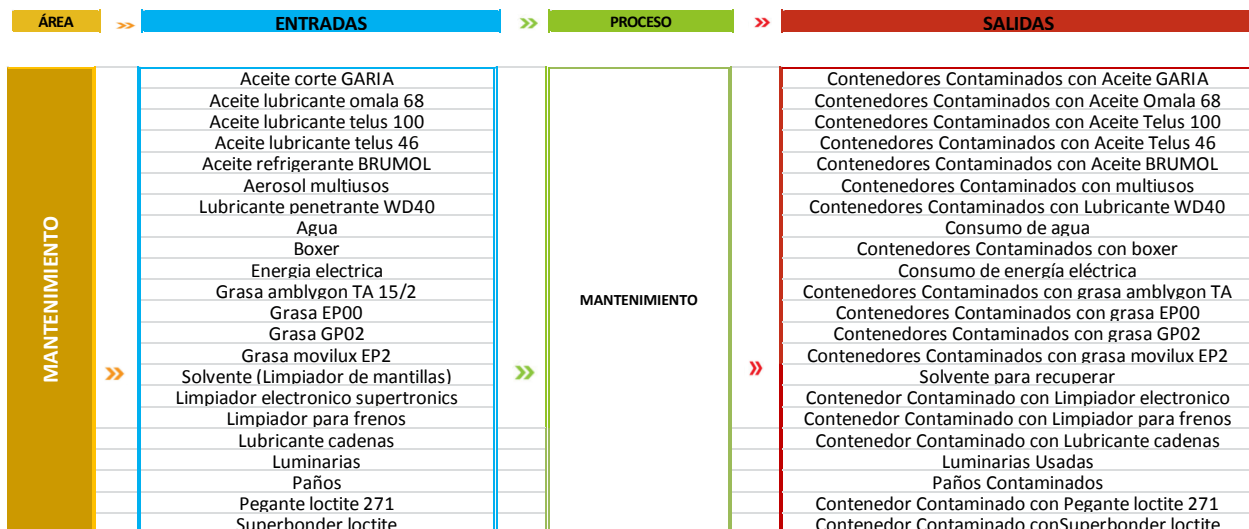 ÁREA >> ENTRADAS >> PROCESO >> SALIDAS
Aceite corte GARIA Contenedores Contaminados con Aceite GARIA
Aceite lubricante omala 68 Contenedores Contaminados con Aceite Omala 68
Aceite lubricante telus 100 Contenedores Contaminados con Aceite Telus 100
Aceite lubricante telus 46 Contenedores Contaminados con Aceite Telus 46
Aceite refrigerante BRUMOL Contenedores Contaminados con Aceite BRUMOL
Aerosol multiusos Contenedores Contaminados con multiusos
Lubricante penetrante WD40 Contenedores Contaminados con Lubricante WD40
Agua Consumo de agua
Boxer Contenedores Contaminados con boxer
Energia electrica Consumo de energía eléctrica
Grasa amblygon TA 15/2 Contenedores Contaminados con grasa amblygon TA
MANTENIMIENTO MANTENIMIENTO
Grasa EP00 Contenedores Contaminados con grasa EP00
Grasa GP02 Contenedores Contaminados con grasa GP02
Grasa movilux EP2 Contenedores Contaminados con grasa movilux EP2
>> Solvente (Limpiador de mantillas) >> >> Solvente para recuperar
Limpiador electronico supertronics Contenedor Contaminado con Limpiador electronico
Limpiador para frenos Contenedor Contaminado con Limpiador para frenos
Lubricante cadenas Contenedor Contaminado con Lubricante cadenas
Luminarias Luminarias Usadas
Paños Paños Contaminados
Pegante loctite 271 Contenedor Contaminado con Pegante loctite 271
Superbonder loctite Contenedor Contaminado conSuperbonder loctite